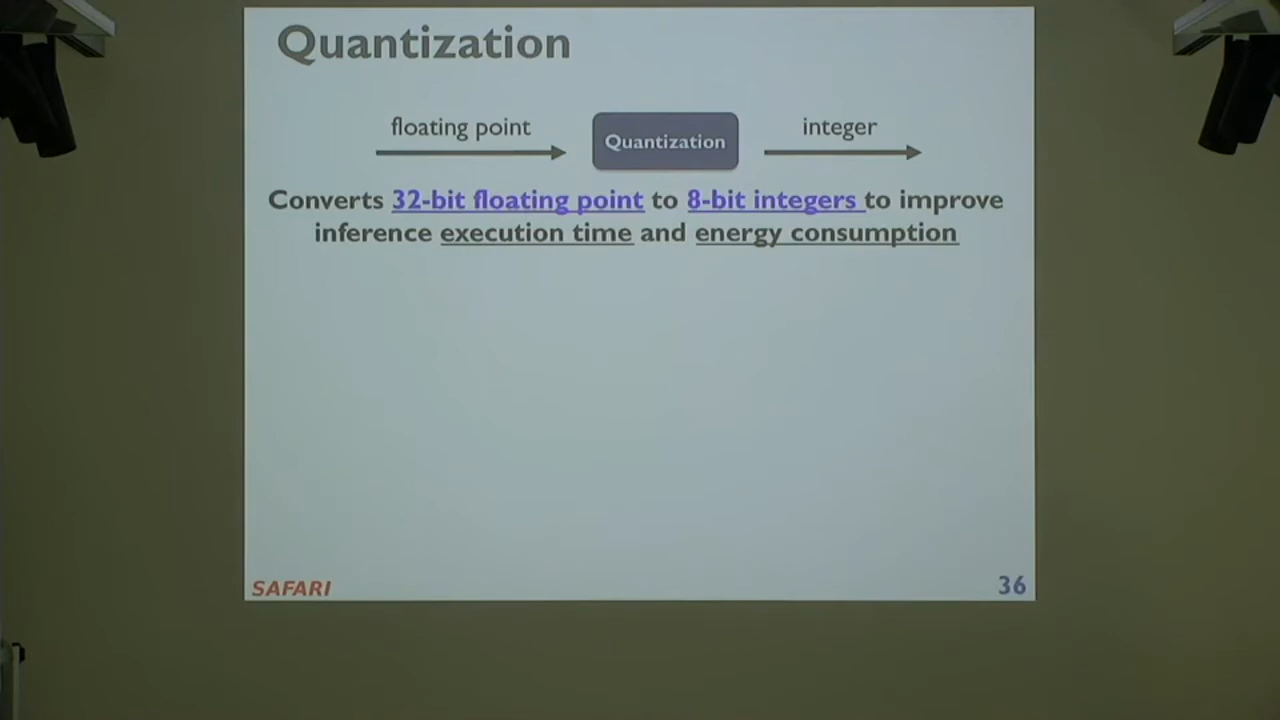 Quantization
floating point
Quantization
integer
Converts 32-bit floating point to 8-bit integers to improve
inference execution time and energy consumption
SAFARI
36